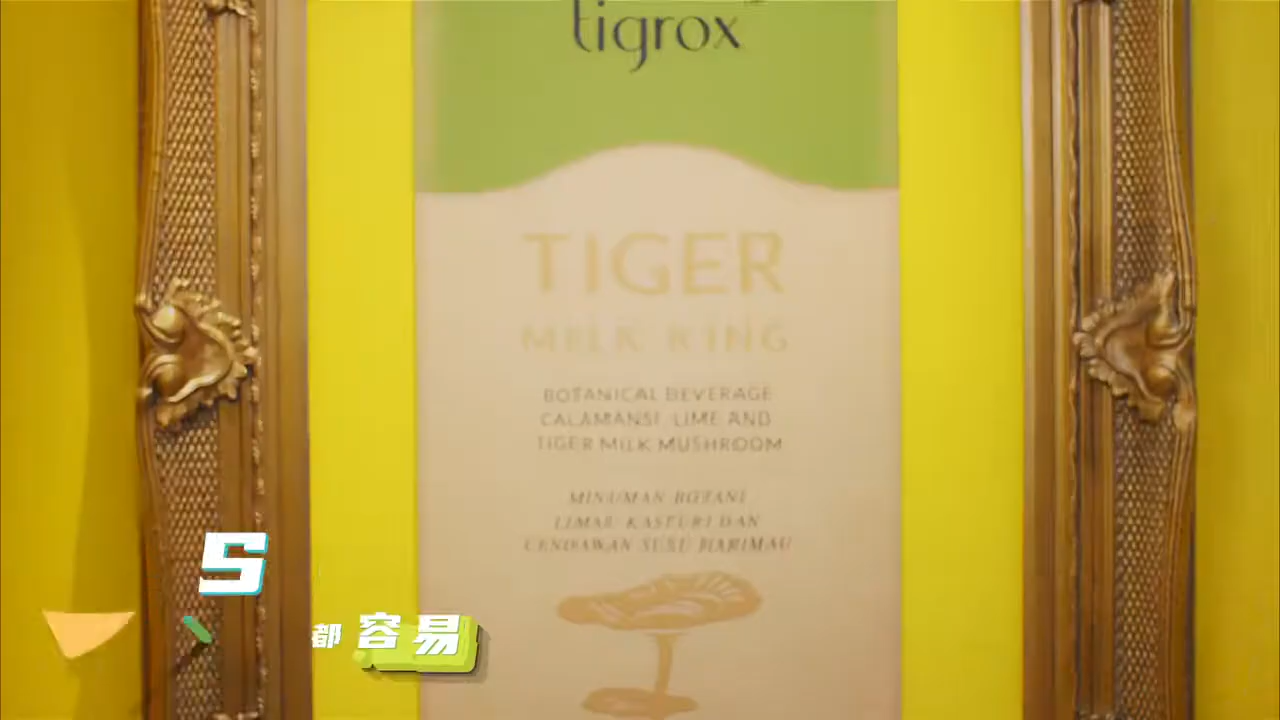 tigrox
TIGER
MILK KING
BOTANICAL BEVERAGE
CALAMANSI LIME AND
TIGER MILK MUSHROOM
MINUMAN BOTANI
LIMAU KASTURI DAN
CENDAWAN SUSU HARIMAU
S
都容易